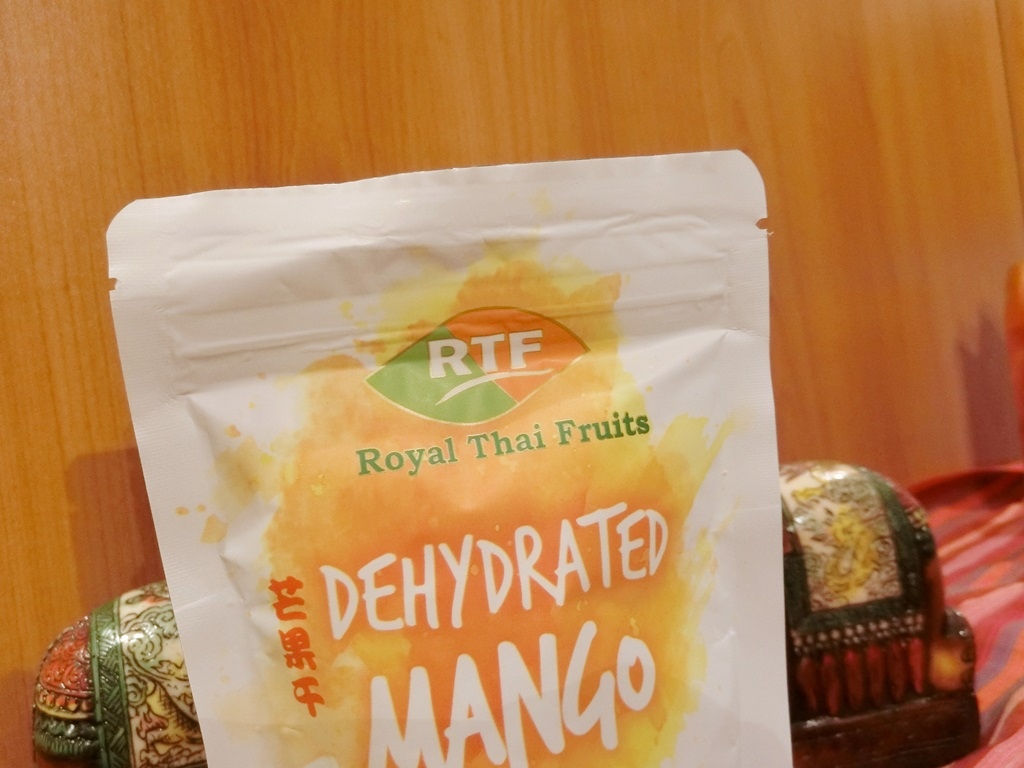 RTF
Royal Thai Fruits
DEHYDRATED
MANGO
芒果干